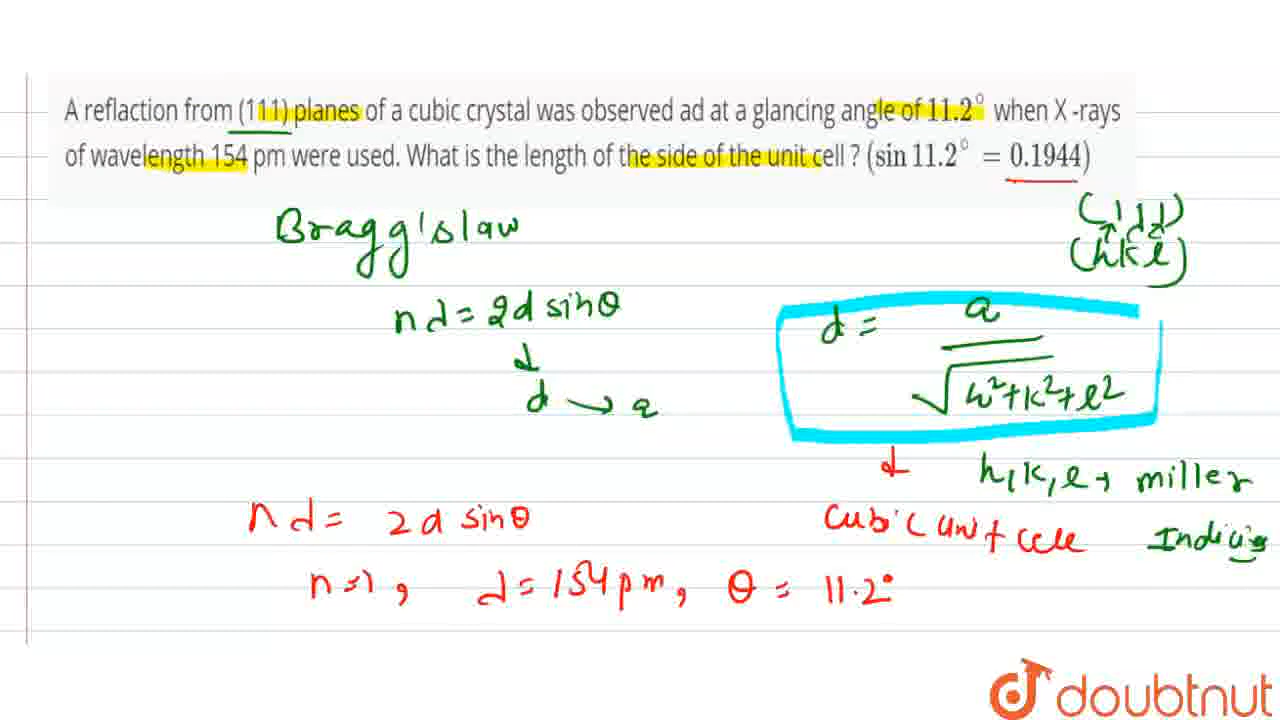 A reflaction from (111) planes of a cubic crystal was observed ad at a glancing angle of 11.2° when X -rays
of wavelength 154 pm were used. What is the length of the side of the unit cell ? (sin 11.2° = 0.1944)
Bragg's law
(1 1 1)
(h k l)
nλ = 2d sinθ
d = a / √h²+k²+l²
↓
d → a
↓
h, k, l → miller
Indicies
nλ = 2d sinθ
cubic unit cell
n=1, λ = 154 pm, θ = 11.2°
doubtnut